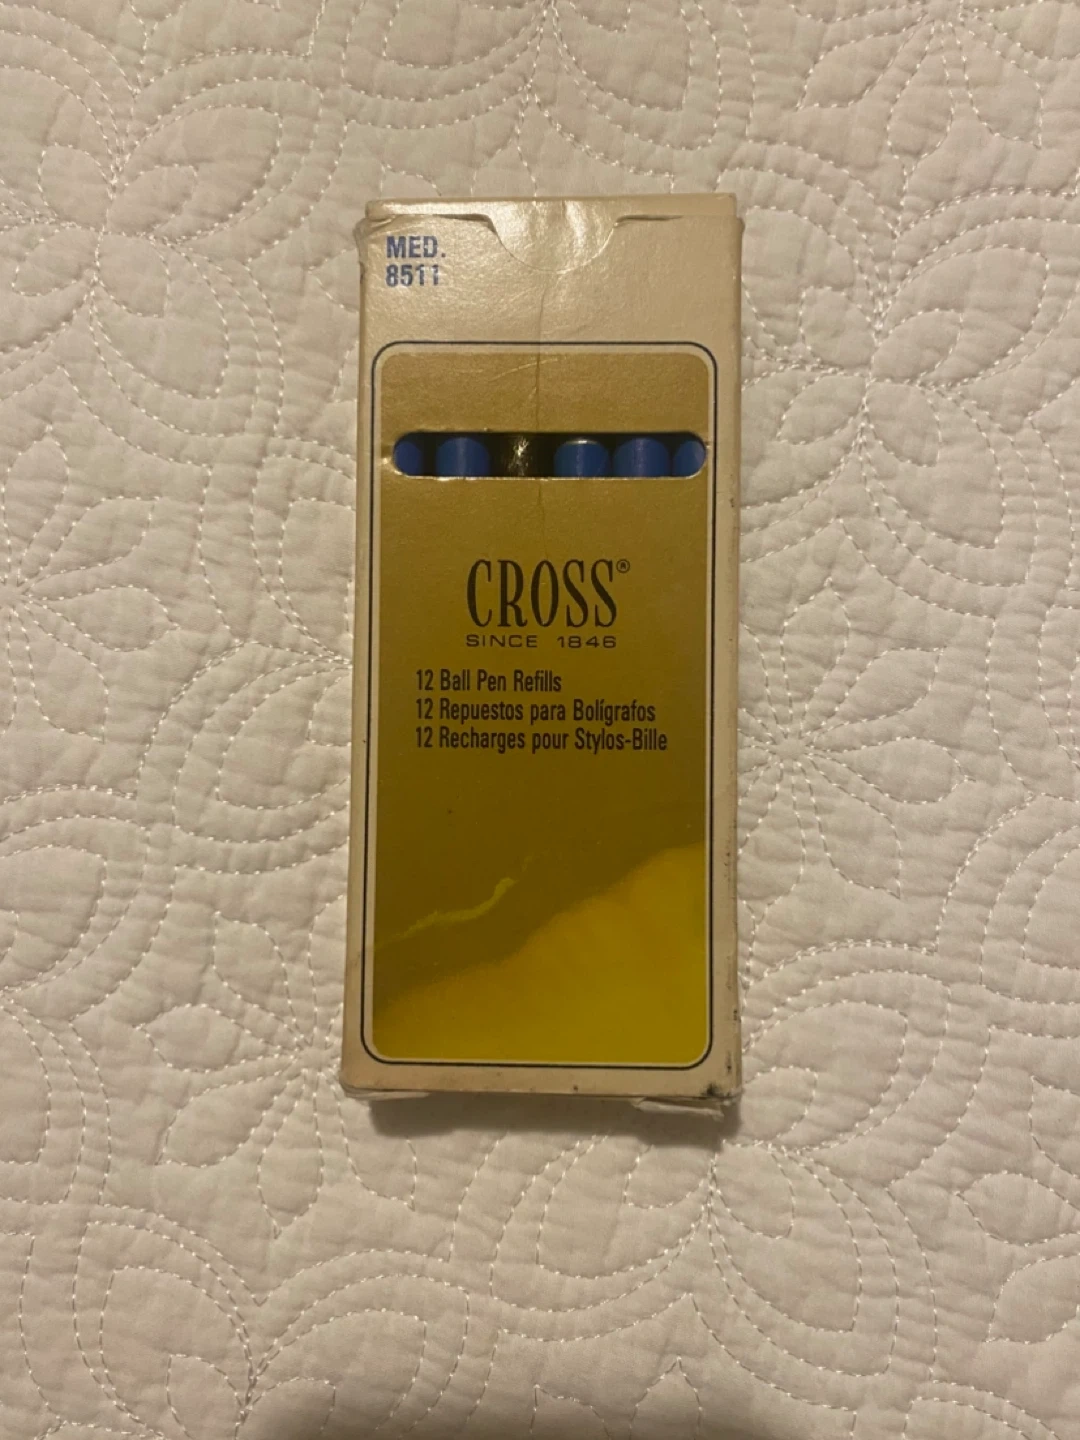 MED.
8511
CROSS®
SINCE 1846
12 Ball Pen Refills
12 Repuestos para Bolígrafos
12 Recharges pour Stylos-Bille